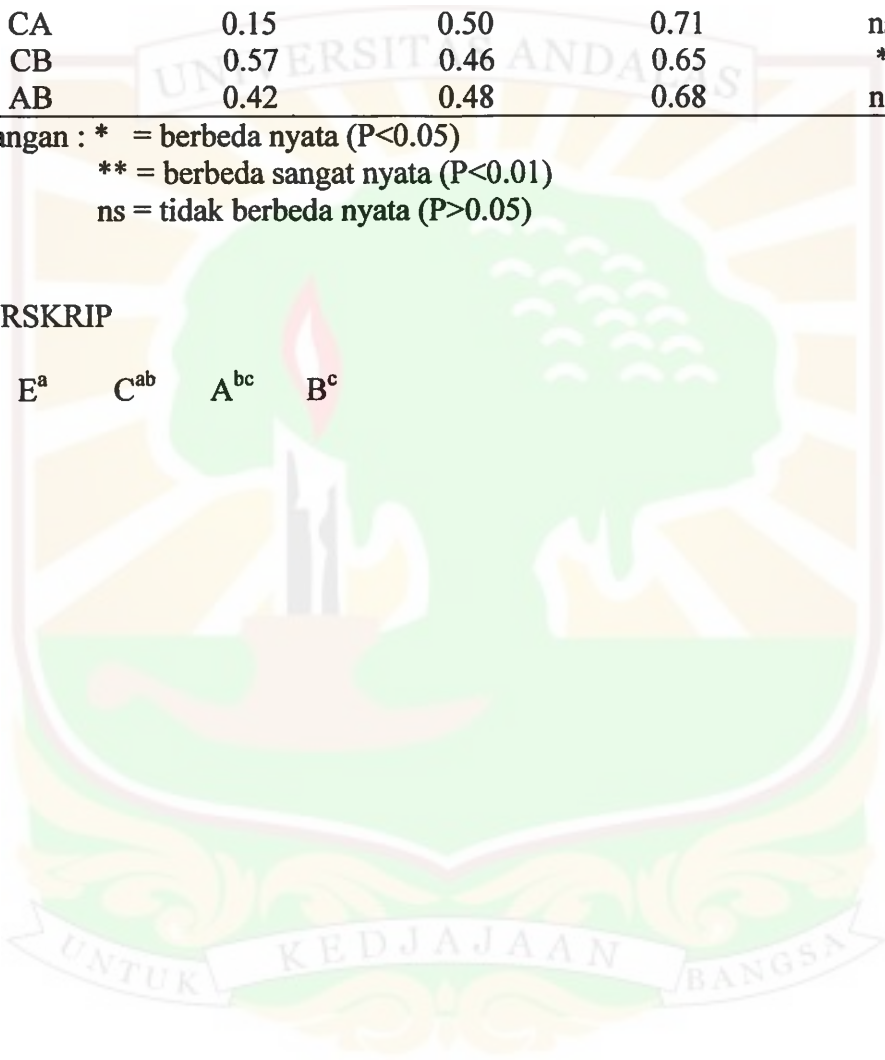 CA 0.15 0.50 0.71 n
CB 0.57 0.46 0.65 *
AB 0.42 0.48 0.68 n
angan : * = berbeda nyata (P<0.05)
** = berbeda sangat nyata (P<0.01)
ns = tidak berbeda nyata (P>0.05)
RSKRIP
E^a C^ab A^bc B^c
UNIVERSITAS ANDALAS
UNTUK KEDJAJAAN BANGSA